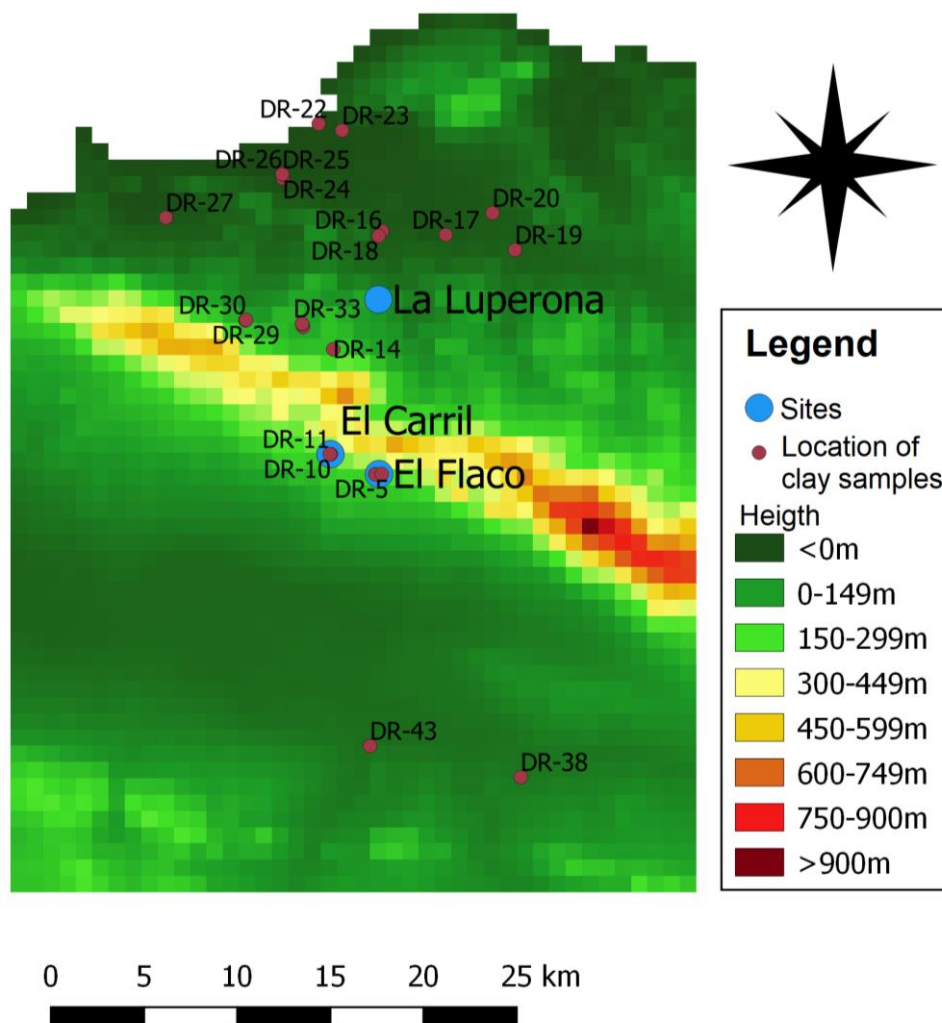 DR-22
DR-23
DR-26
DR-25
DR-24
DR-27
DR-20
DR-16
DR-17
DR-18
DR-19
La Luperona
DR-30
DR-33
DR-29
DR-14
El Carril
DR-11
DR-10
El Flaco
DR-5
DR-43
DR-38
Legend
Sites
Location of
clay samples
Heigth
<0m
0-149m
150-299m
300-449m
450-599m
600-749m
750-900m
>900m
0 5 10 15 20 25 km